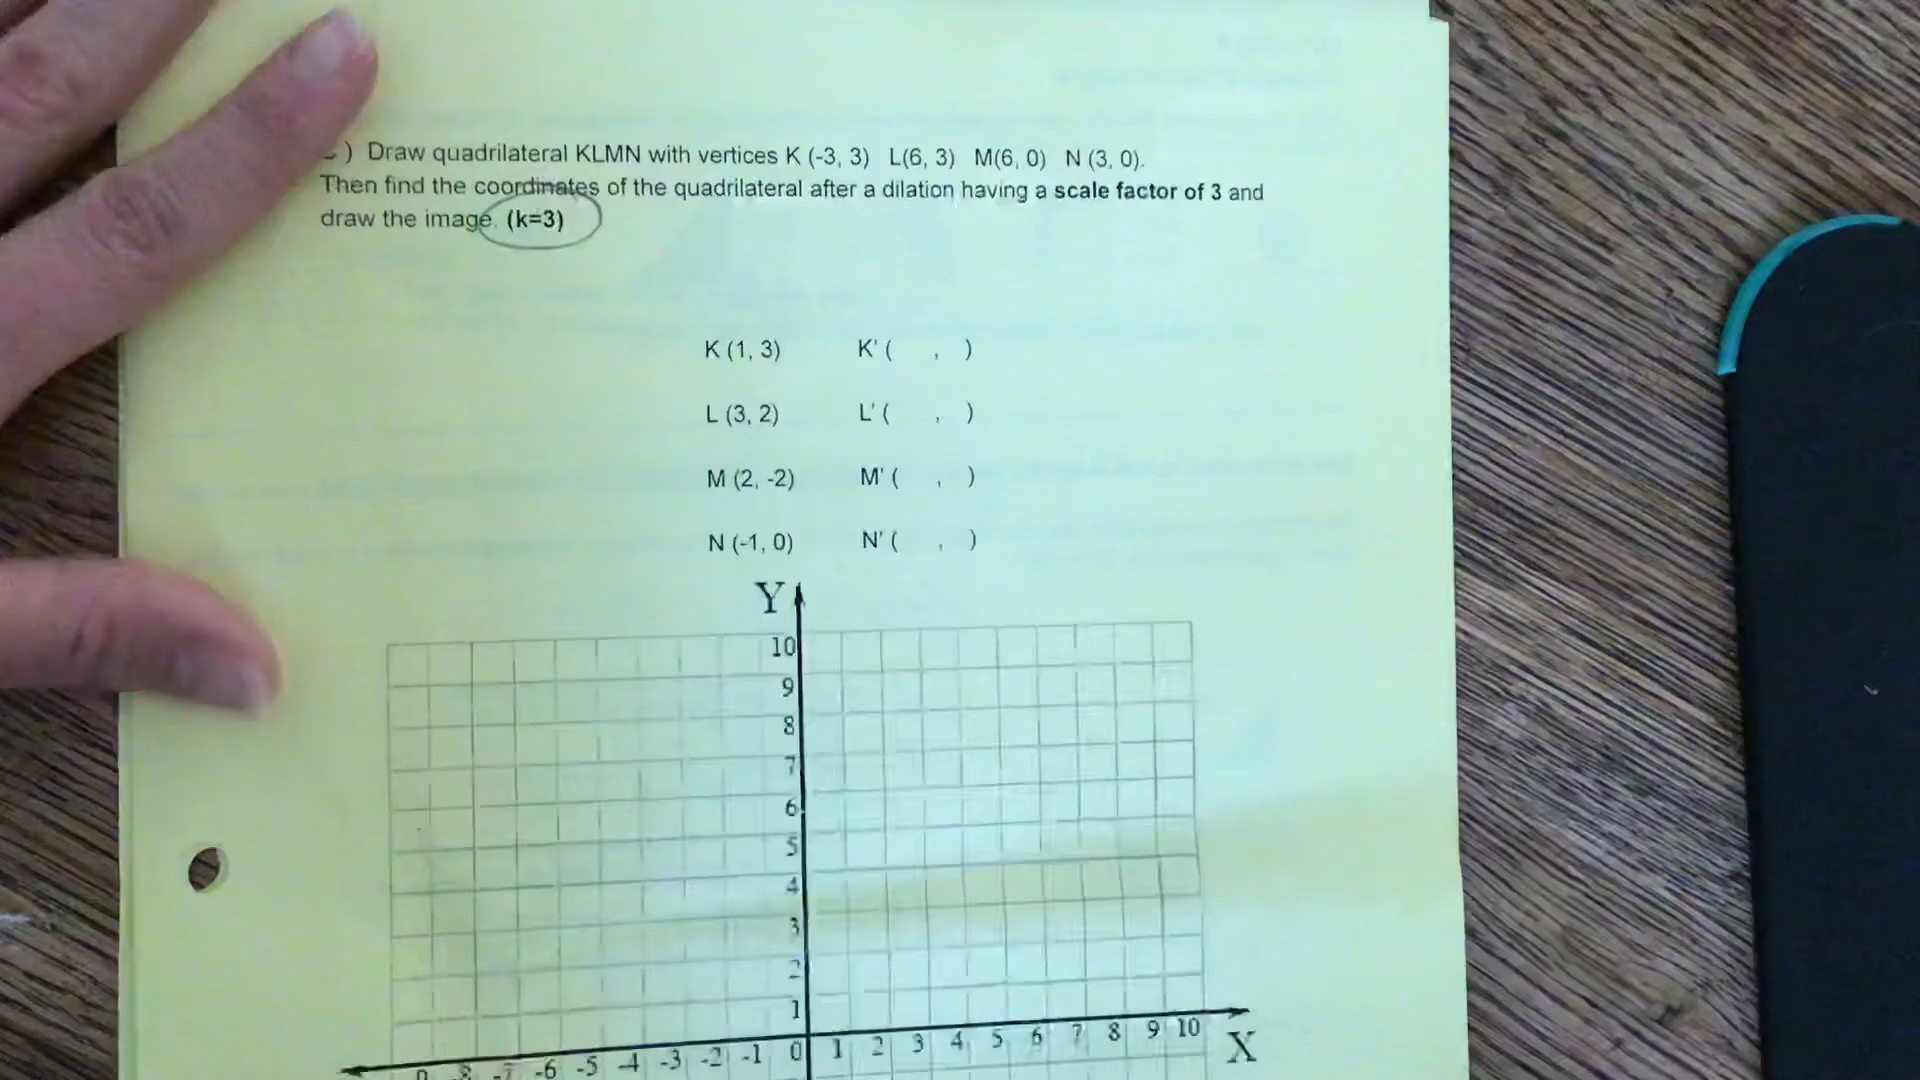 ) Draw quadrilateral KLMN with vertices K (-3, 3) L(6, 3) M(6, 0) N (3, 0).
Then find the coordinates of the quadrilateral after a dilation having a scale factor of 3 and
draw the image. (k=3)
K (1, 3) K' ( , )
L (3, 2) L' ( , )
M (2, -2) M' ( , )
N (-1, 0) N' ( , )
Y
10
9
8
7
6
5
4
3
2
1
-8 -7 -6 -5 -4 -3 -2 -1 0 1 2 3 4 5 6 7 8 9 10 X